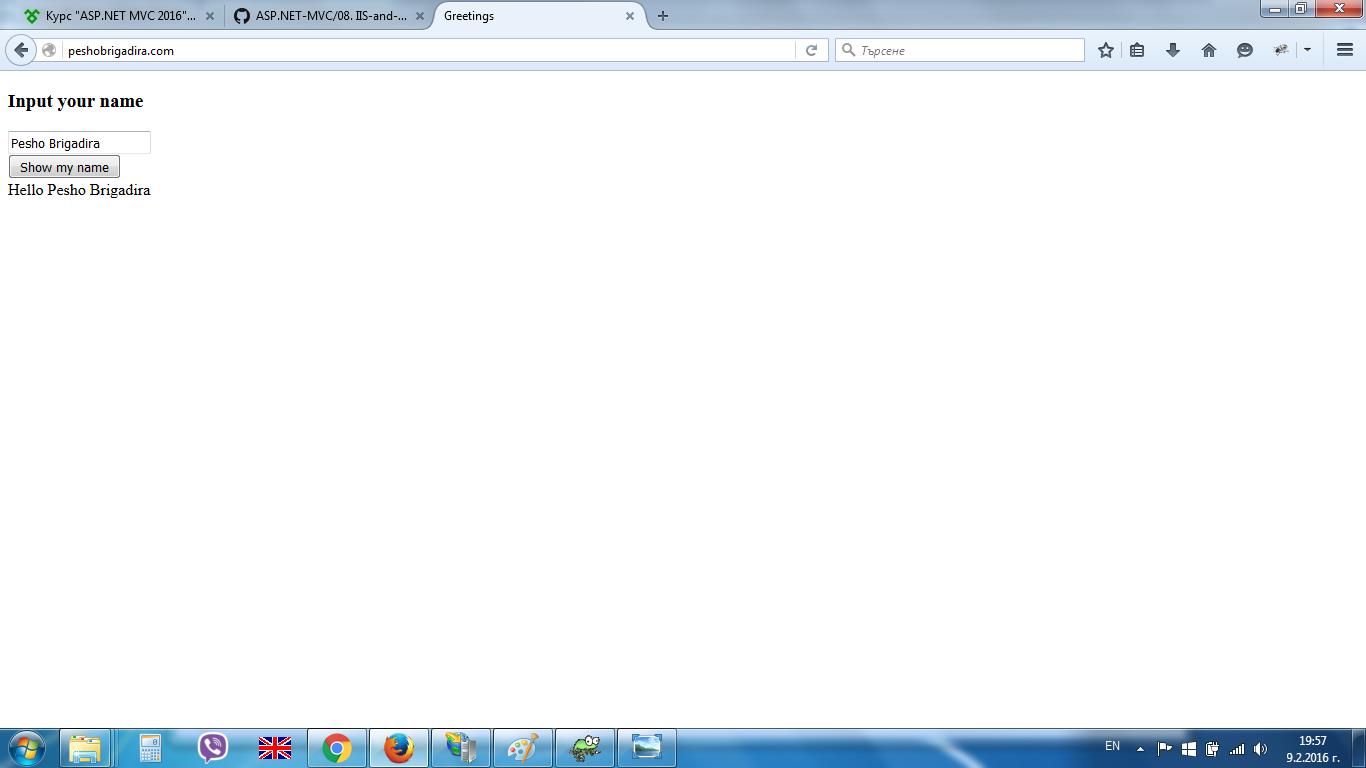 Курс "ASP.NET MVC 2016"...
ASP.NET-MVC/08. IIS-and-...
Greetings
peshobrigadira.com
Търсене
Input your name
Pesho Brigadira
Show my name
Hello Pesho Brigadira
EN
19:57
9.2.2016 г.